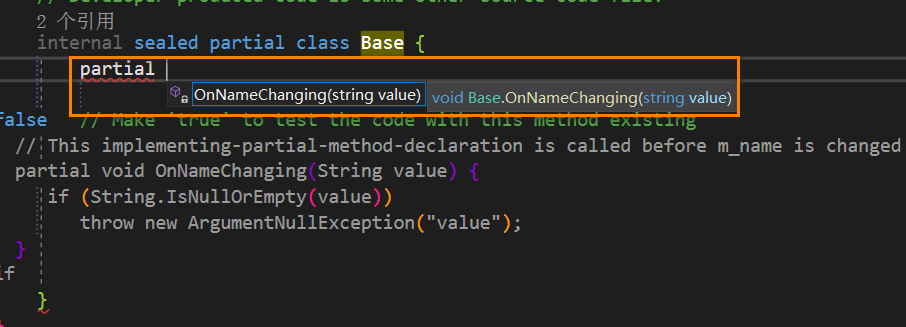 // Developer-produced code in some other source code file:
2 个引用
internal sealed partial class Base {
partial
OnNameChanging(string value) void Base.OnNameChanging(string value)
False // Make 'true' to test the code with this method existing
// This implementing-partial-method-declaration is called before m_name is changed
partial void OnNameChanging(String value) {
if (String.IsNullOrEmpty(value))
throw new ArgumentNullException("value");
}
if
}